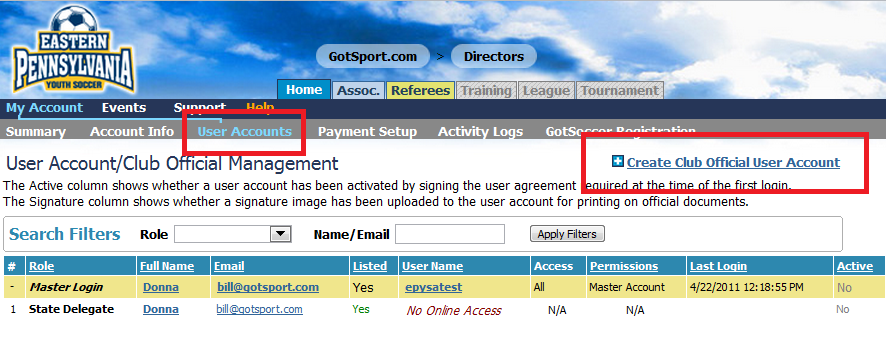 EASTERN
PENNSYLVANIA
YOUTH SOCCER
GotSport.com > Directors
Home Assoc. Referees Training League Tournament
My Account Events Support Help
Summary Account Info User Accounts Payment Setup Activity Logs GotSoccer Registration
User Account/Club Official Management
Create Club Official User Account
The Active column shows whether a user account has been activated by signing the user agreement required at the time of the first login.
The Signature column shows whether a signature image has been uploaded to the user account for printing on official documents.
Search Filters Role Name/Email Apply Filters
# Role Full Name Email Listed User Name Access Permissions Last Login Active
- Master Login Donna bill@gotsport.com Yes epysatest All Master Account 4/22/2011 12:18:55 PM No
1 State Delegate Donna bill@gotsport.com Yes No Online Access N/A N/A No